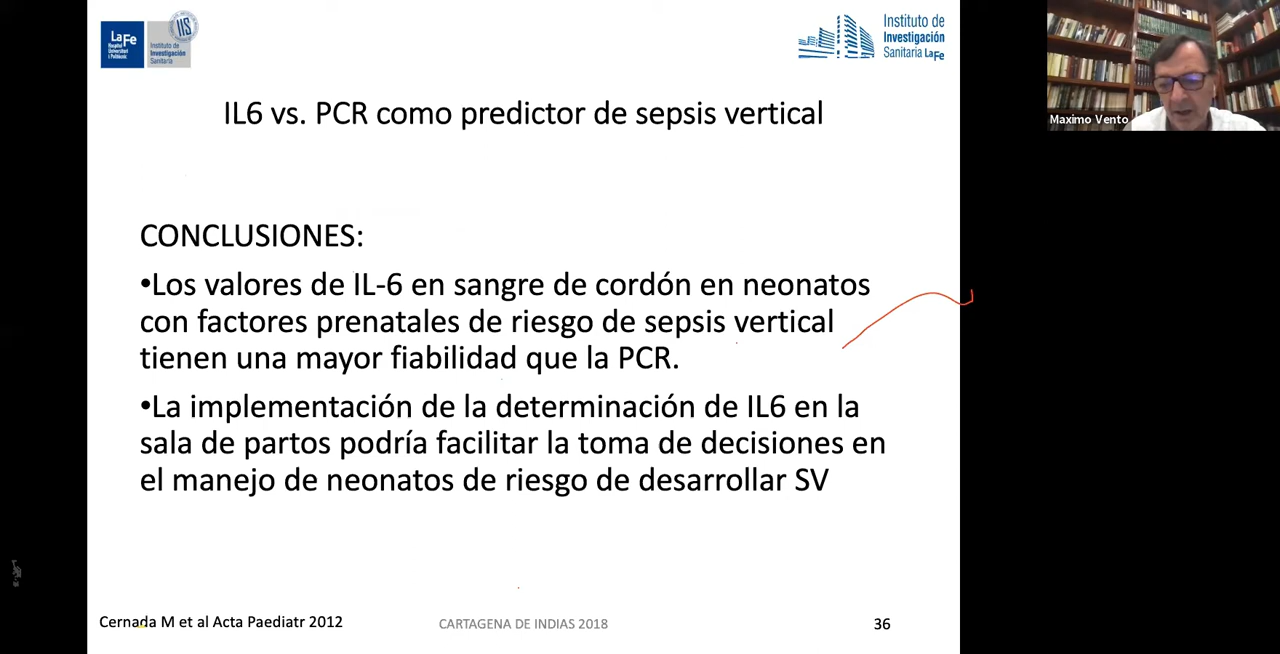 La Fe
Hospital
Universitari
i Politècnic
IIS
Instituto de
Investigación
Sanitaria
Instituto de
Investigación
Sanitaria La Fe
Maximo Vento
IL6 vs. PCR como predictor de sepsis vertical
CONCLUSIONES:
•Los valores de IL-6 en sangre de cordón en neonatos
con factores prenatales de riesgo de sepsis vertical
tienen una mayor fiabilidad que la PCR.
•La implementación de la determinación de IL6 en la
sala de partos podría facilitar la toma de decisiones en
el manejo de neonatos de riesgo de desarrollar SV
Cernada M et al Acta Paediatr 2012
CARTAGENA DE INDIAS 2018
36